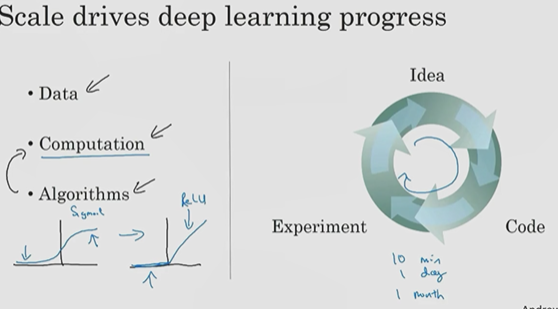 Scale drives deep learning progress
• Data
• Computation
• Algorithms
Sigmoid
ReLU
Idea
Experiment
Code
10 min
1 day
1 month
Andrew